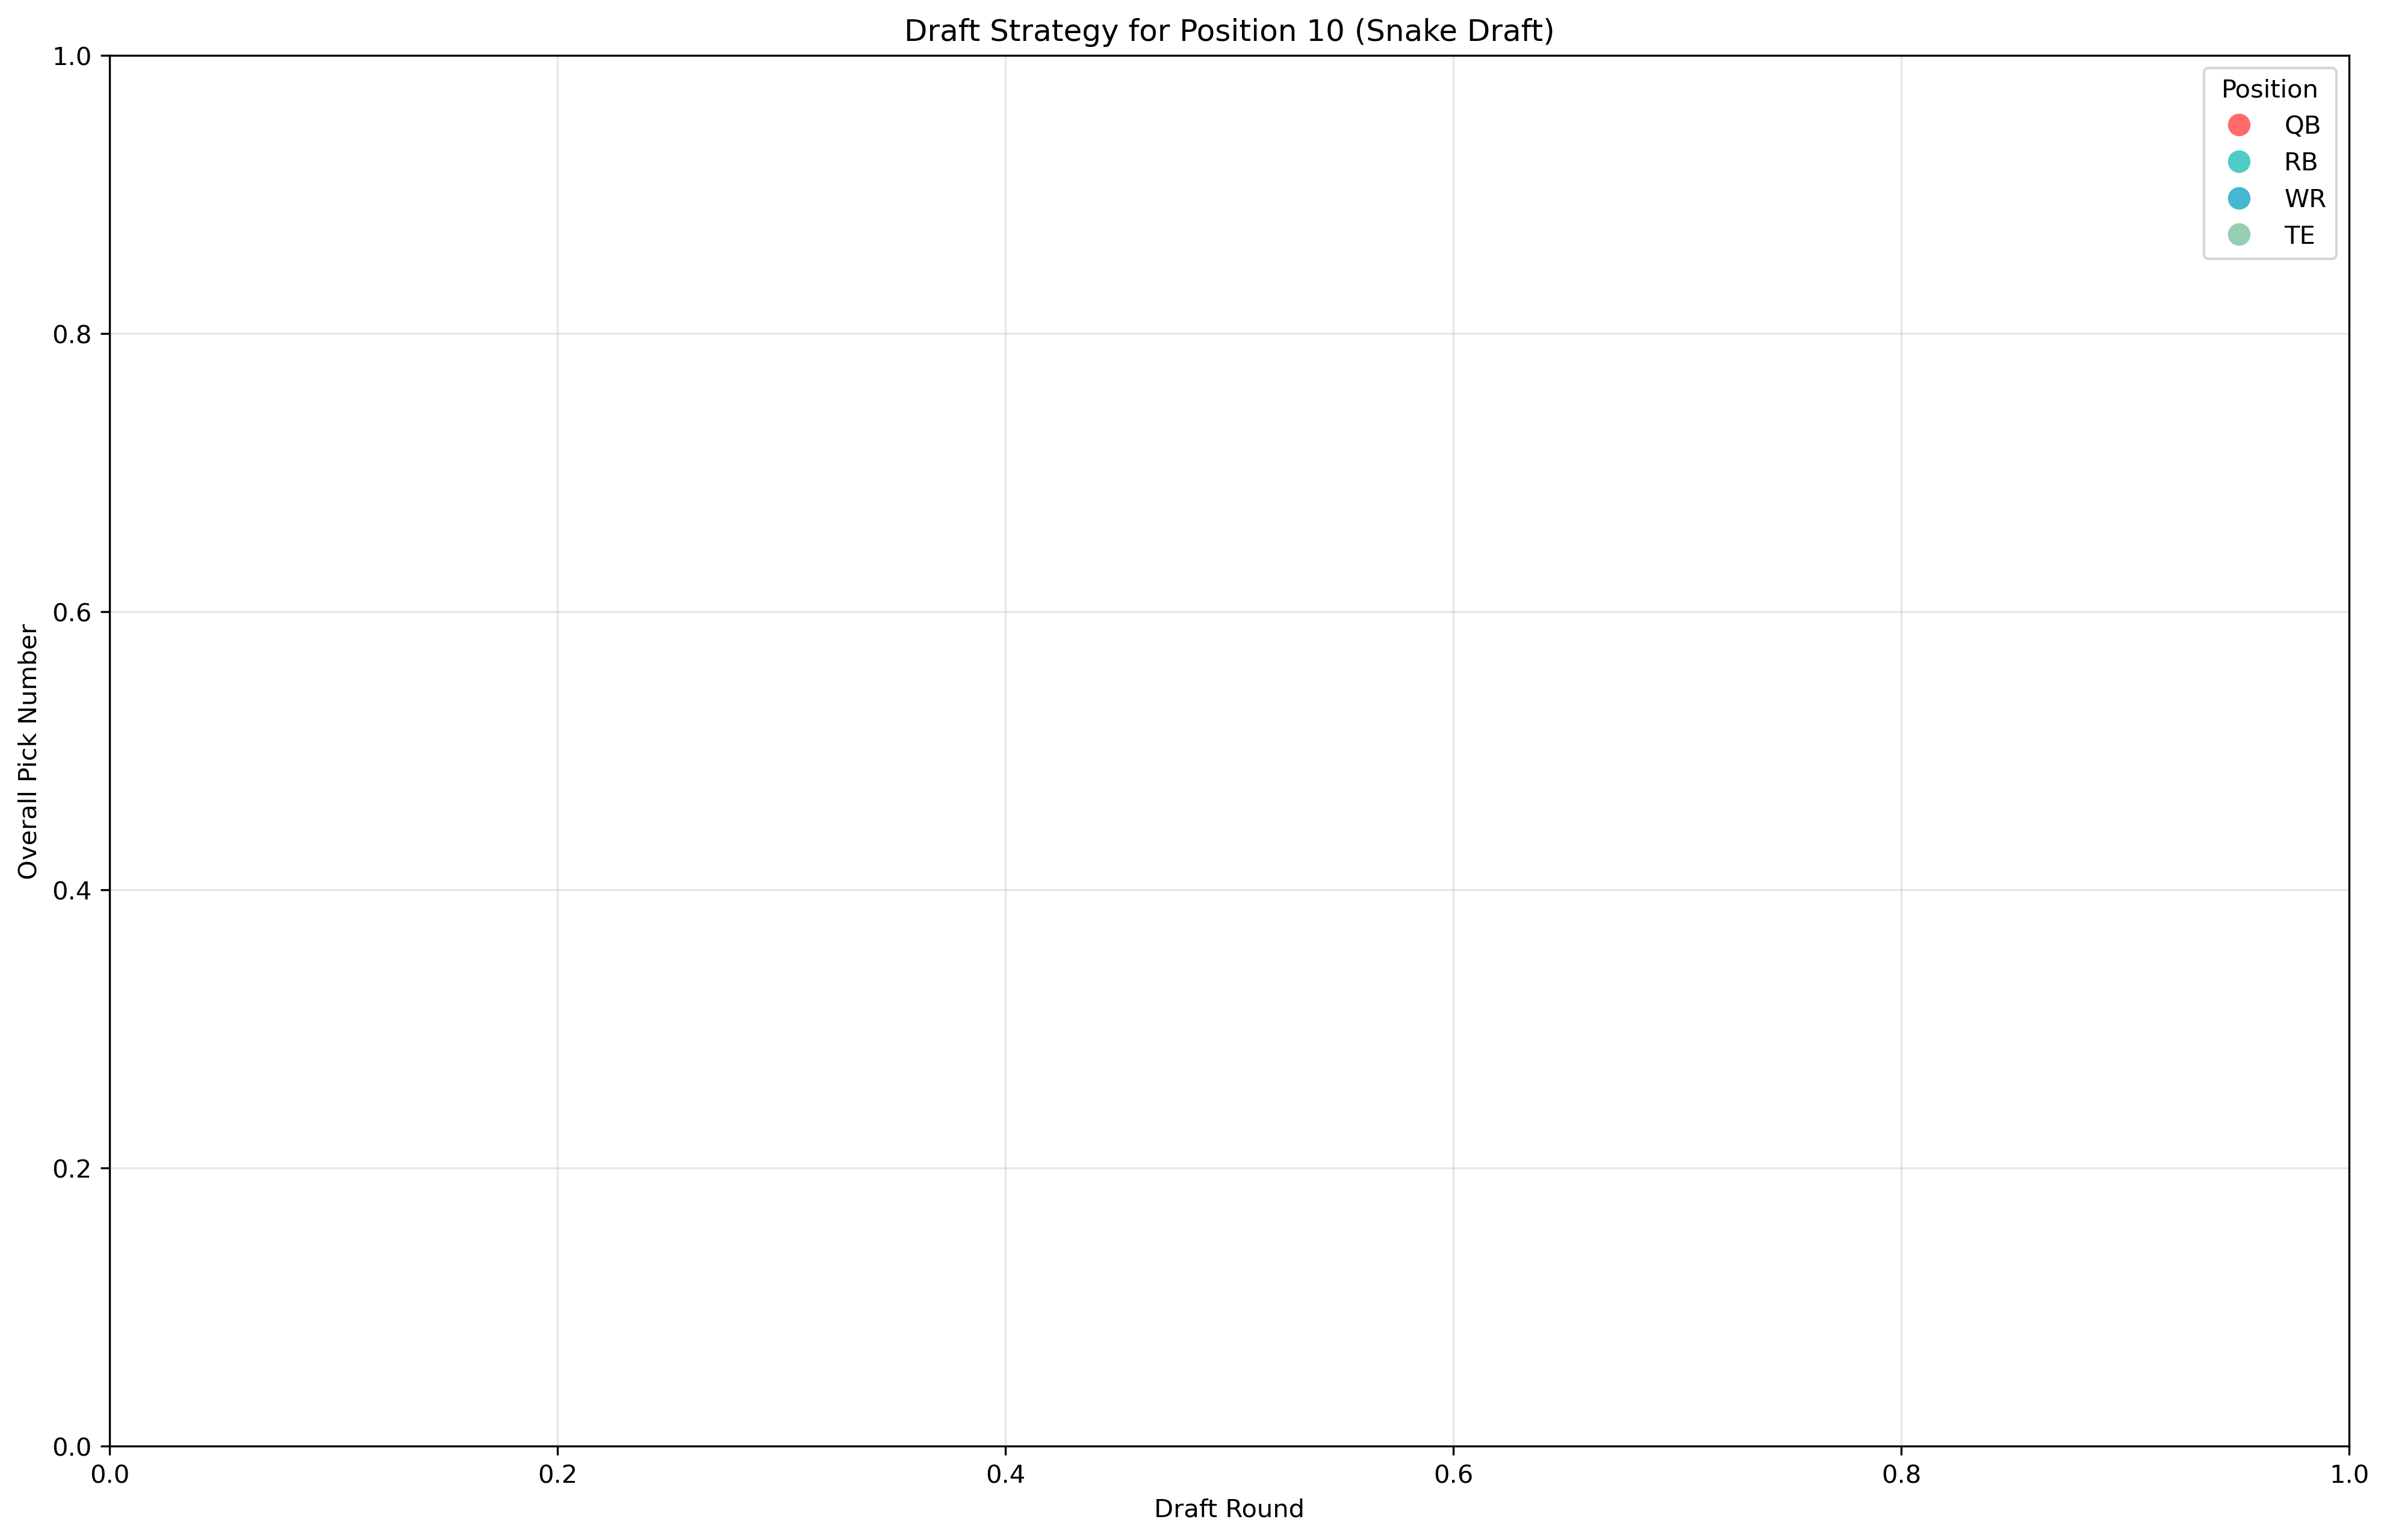 Draft Strategy for Position 10 (Snake Draft)
1.0
0.8
0.6
0.4
0.2
0.0
Overall Pick Number
Position
QB
RB
WR
TE
0.0 0.2 0.4 0.6 0.8 1.0
Draft Round